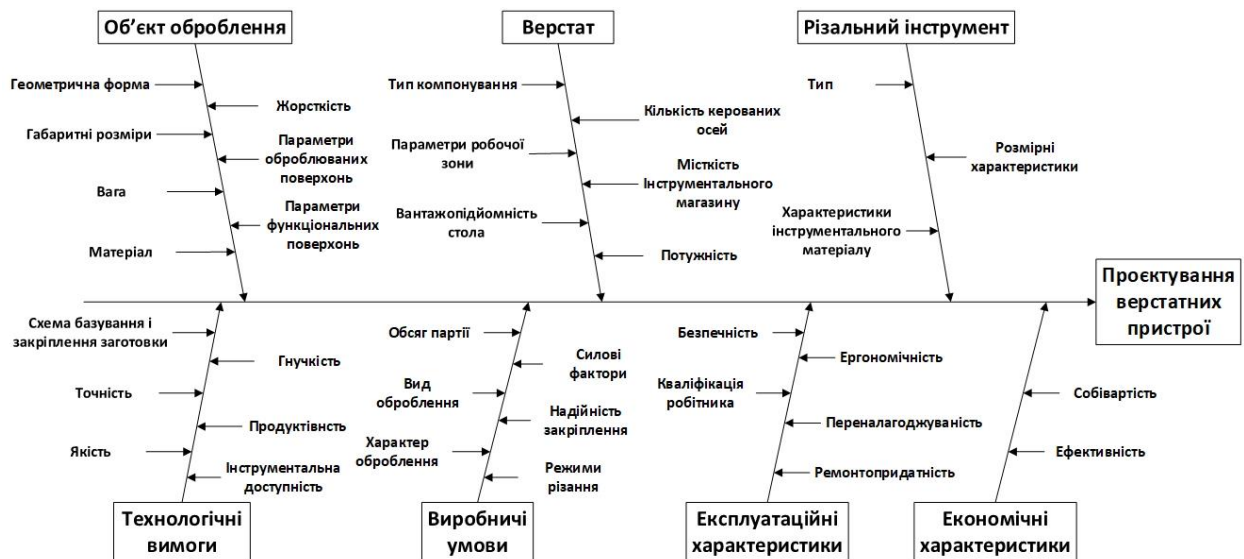 Об’єкт оброблення
Верстат
Різальний інструмент
Геометрична форма
Жорсткість
Габаритні розміри
Параметри
оброблюваних
поверхонь
Вага
Параметри
функціональних
поверхонь
Матеріал
Тип компонування
Кількість керованих
осей
Параметри робочої
зони
Місткість
Інструментального
магазину
Вантажопідйомність
стола
Потужність
Тип
Розмірні
характеристики
Характеристики
інструментального
матеріалу
Проєктування
верстатних
пристрої
Схема базування і
закріплення заготовки
Гнучкість
Точність
Продуктивність
Якість
Інструментальна
доступність
Технологічні
вимоги
Обсяг партії
Силові
фактори
Вид
оброблення
Надійність
закріплення
Характер
оброблення
Режими
різання
Виробничі
умови
Безпечність
Ергономічність
Кваліфікація
робітника
Переналагоджуваність
Ремонтопридатність
Експлуатаційні
характеристики
Собівартість
Ефективність
Економічні
характеристики